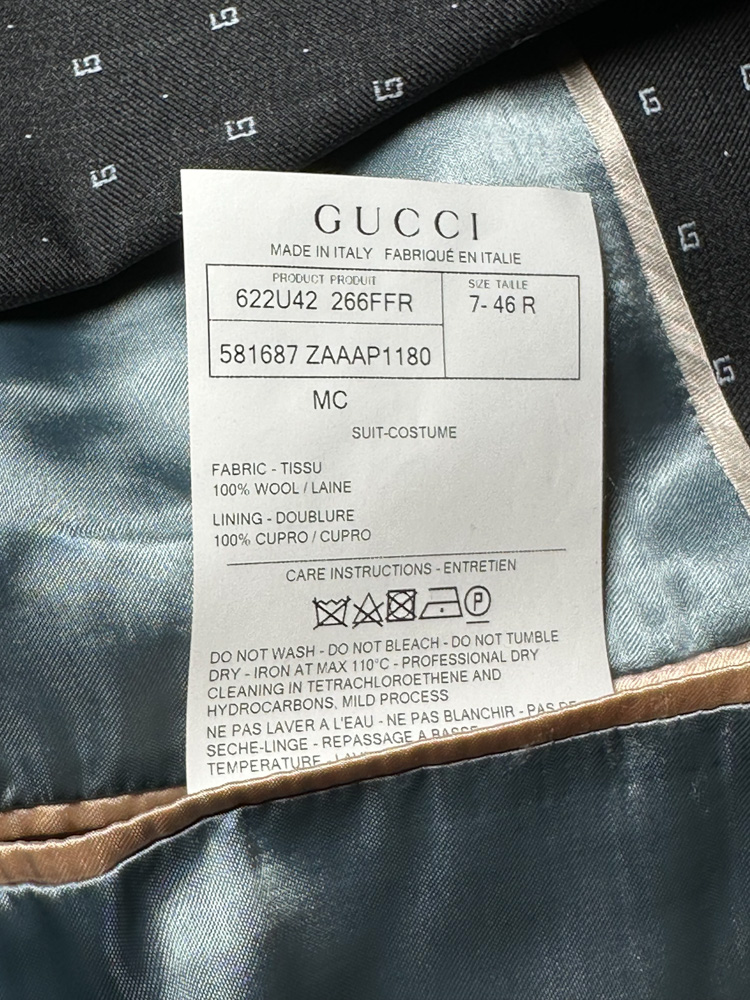 GUCCI
MADE IN ITALY FABRIQUÉ EN ITALIE
PRODUCT PRODUIT
622U42 266FFR
SIZE TAILLE
7- 46 R
581687 ZAAAP1180
MC
SUIT-COSTUME
FABRIC - TISSU
100% WOOL / LAINE
LINING - DOUBLURE
100% CUPRO / CUPRO
CARE INSTRUCTIONS - ENTRETIEN
P
DO NOT WASH - DO NOT BLEACH - DO NOT TUMBLE
DRY - IRON AT MAX 110°C - PROFESSIONAL DRY
CLEANING IN TETRACHLOROETHENE AND
HYDROCARBONS, MILD PROCESS
NE PAS LAVER A L'EAU - NE PAS BLANCHIR - PAS DE
SECHE-LINGE - REPASSAGE A BASSE
TEMPERATURE -